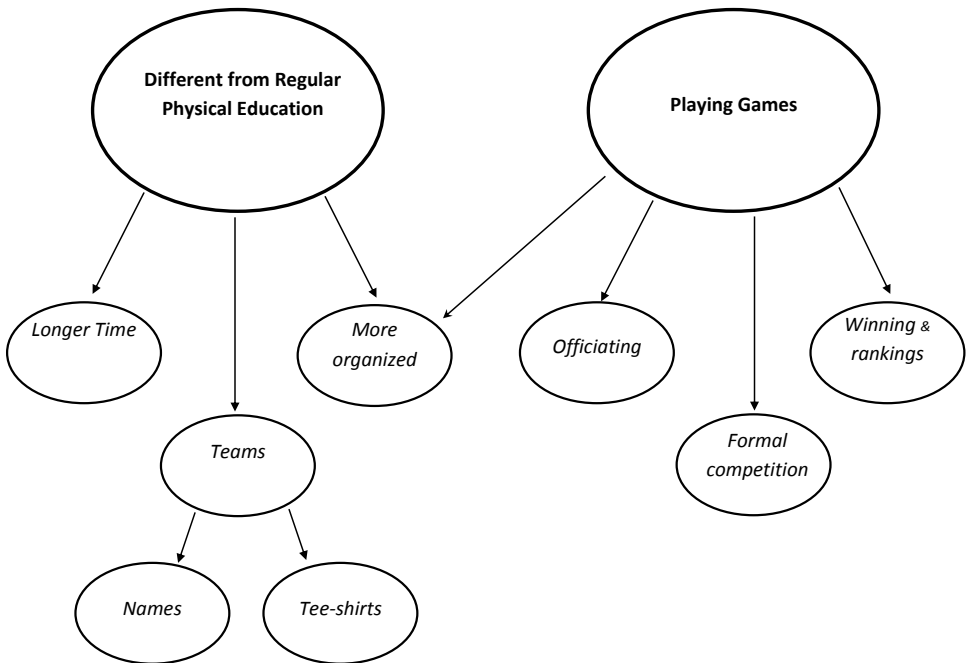 Different from Regular
Physical Education
Playing Games
Longer Time
More
organized
Officiating
Winning &
rankings
Teams
Formal
competition
Names
Tee-shirts